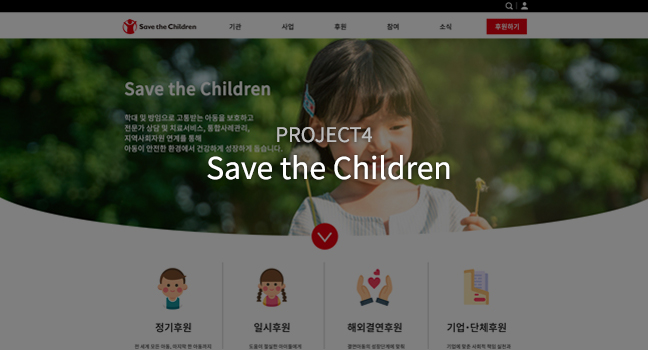 Save the Children
기관
사업
후원
참여
소식
후원하기
Save the Children
학대 및 방임으로 고통받는 아동을 보호하고
전문가 상담 및 치료서비스, 통합사례관리,
지역사회자원 연계를 통해
아동이 안전한 환경에서 건강하게 성장하게 돕습니다.
PROJECT4
Save the Children
정기후원
일시후원
해외결연후원
기업·단체후원